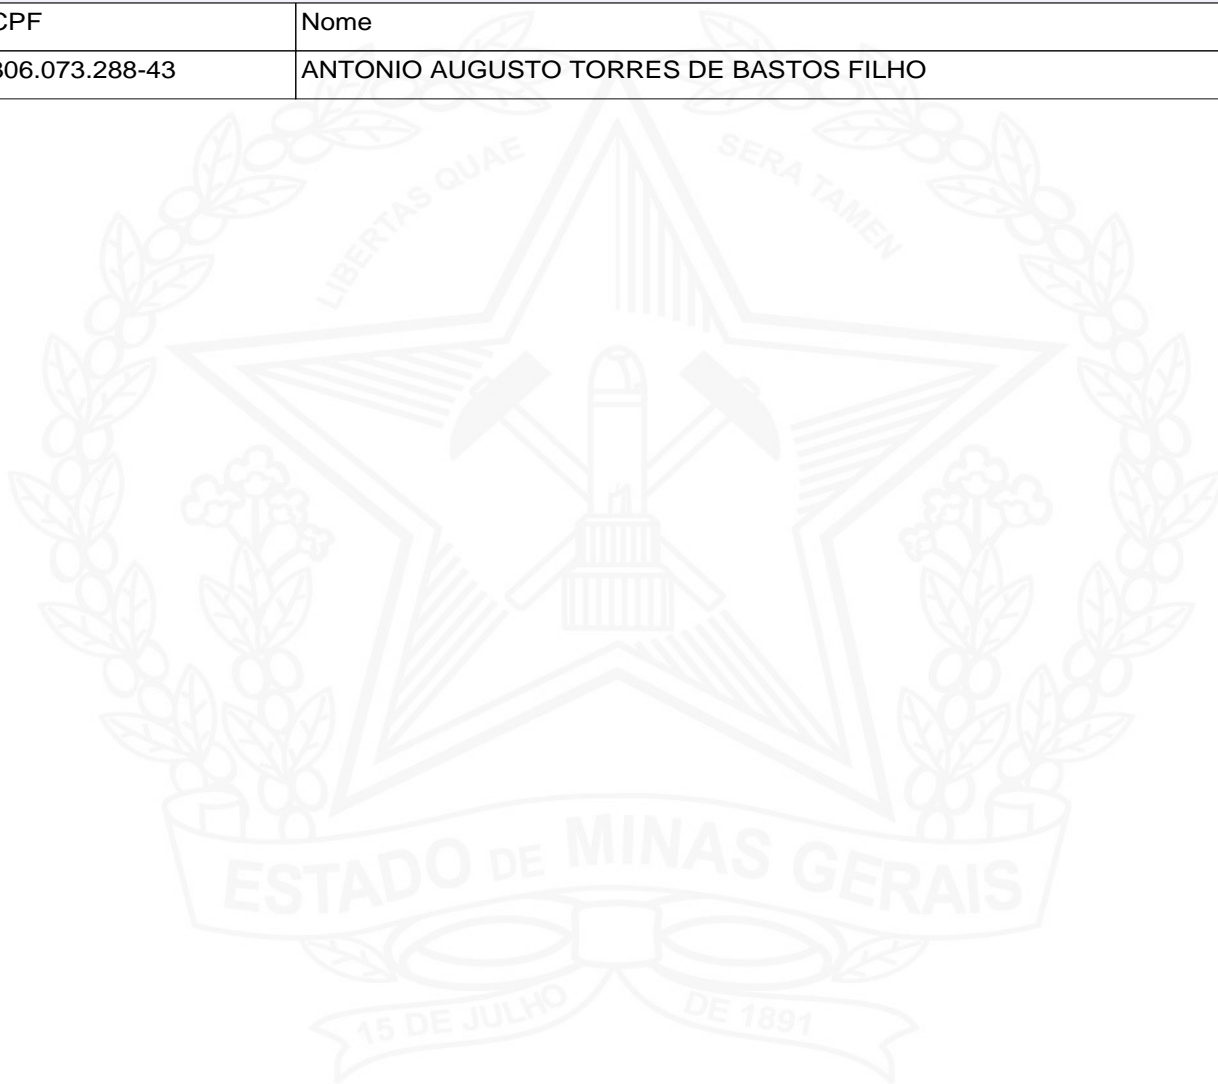 CPF Nome
306.073.288-43 ANTONIO AUGUSTO TORRES DE BASTOS FILHO
LIBERTAS QUAE SERA TAMEN
ESTADO DE MINAS GERAIS
15 DE JULHO DE 1891